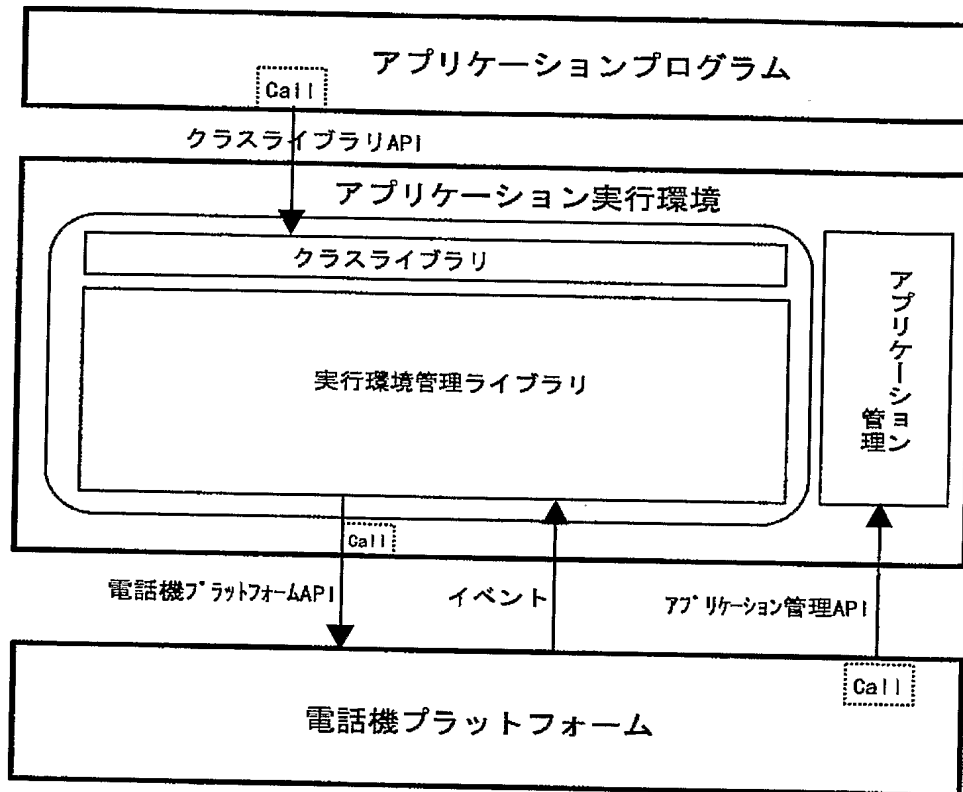 アプリケーションプログラム
Call
クラスライブラリAPI
アプリケーション実行環境
クラスライブラリ
実行環境管理ライブラリ
アプリケーション
管理
Call
電話機プラットフォームAPI
イベント
アプリケーション管理API
Call
電話機プラットフォーム